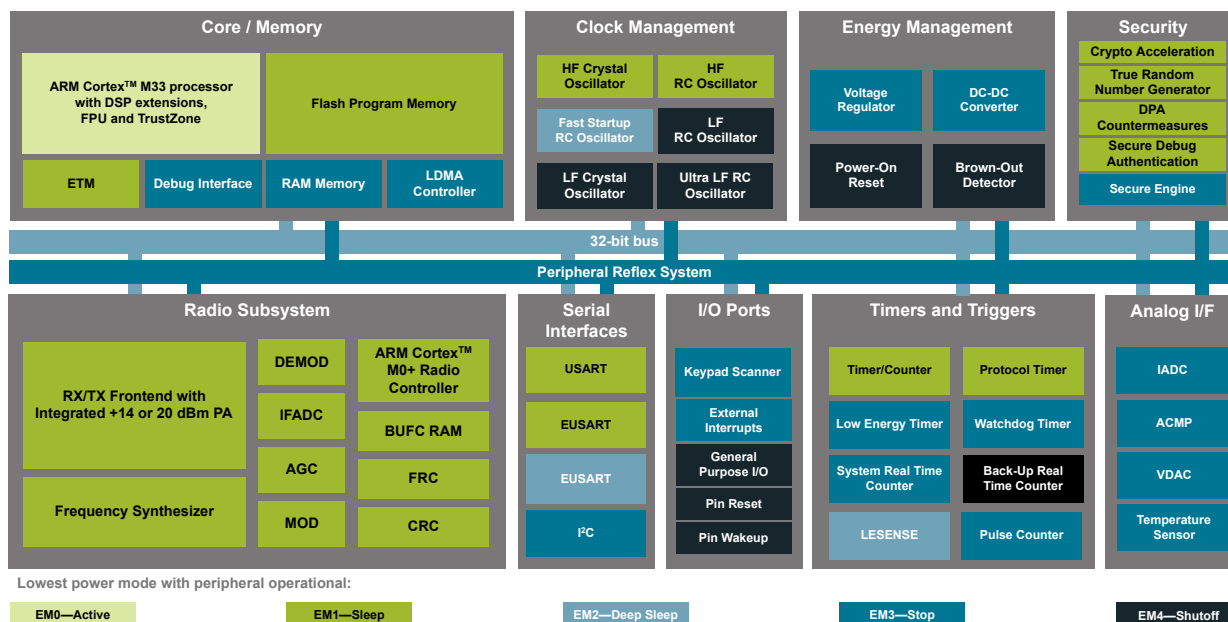 Core / Memory
ARM Cortex™ M33 processor
with DSP extensions,
FPU and TrustZone
Flash Program Memory
ETM
Debug Interface
RAM Memory
LDMA
Controller
Clock Management
HF Crystal
Oscillator
HF
RC Oscillator
Fast Startup
RC Oscillator
LF
RC Oscillator
LF Crystal
Oscillator
Ultra LF RC
Oscillator
Energy Management
Voltage
Regulator
DC-DC
Converter
Power-On
Reset
Brown-Out
Detector
Security
Crypto Acceleration
True Random
Number Generator
DPA
Countermeasures
Secure Debug
Authentication
Secure Engine
32-bit bus
Peripheral Reflex System
Radio Subsystem
RX/TX Frontend with
Integrated +14 or 20 dBm PA
Frequency Synthesizer
DEMOD
IFADC
AGC
MOD
ARM Cortex™
M0+ Radio
Controller
BUFC RAM
FRC
CRC
Serial
Interfaces
USART
EUSART
EUSART
I²C
I/O Ports
Keypad Scanner
External
Interrupts
General
Purpose I/O
Pin Reset
Pin Wakeup
Timers and Triggers
Timer/Counter
Protocol Timer
Low Energy Timer
Watchdog Timer
System Real Time
Counter
Back-Up Real
Time Counter
LESENSE
Pulse Counter
Analog I/F
IADC
ACMP
VDAC
Temperature
Sensor
Lowest power mode with peripheral operational:
EM0—Active
EM1—Sleep
EM2—Deep Sleep
EM3—Stop
EM4—Shutoff